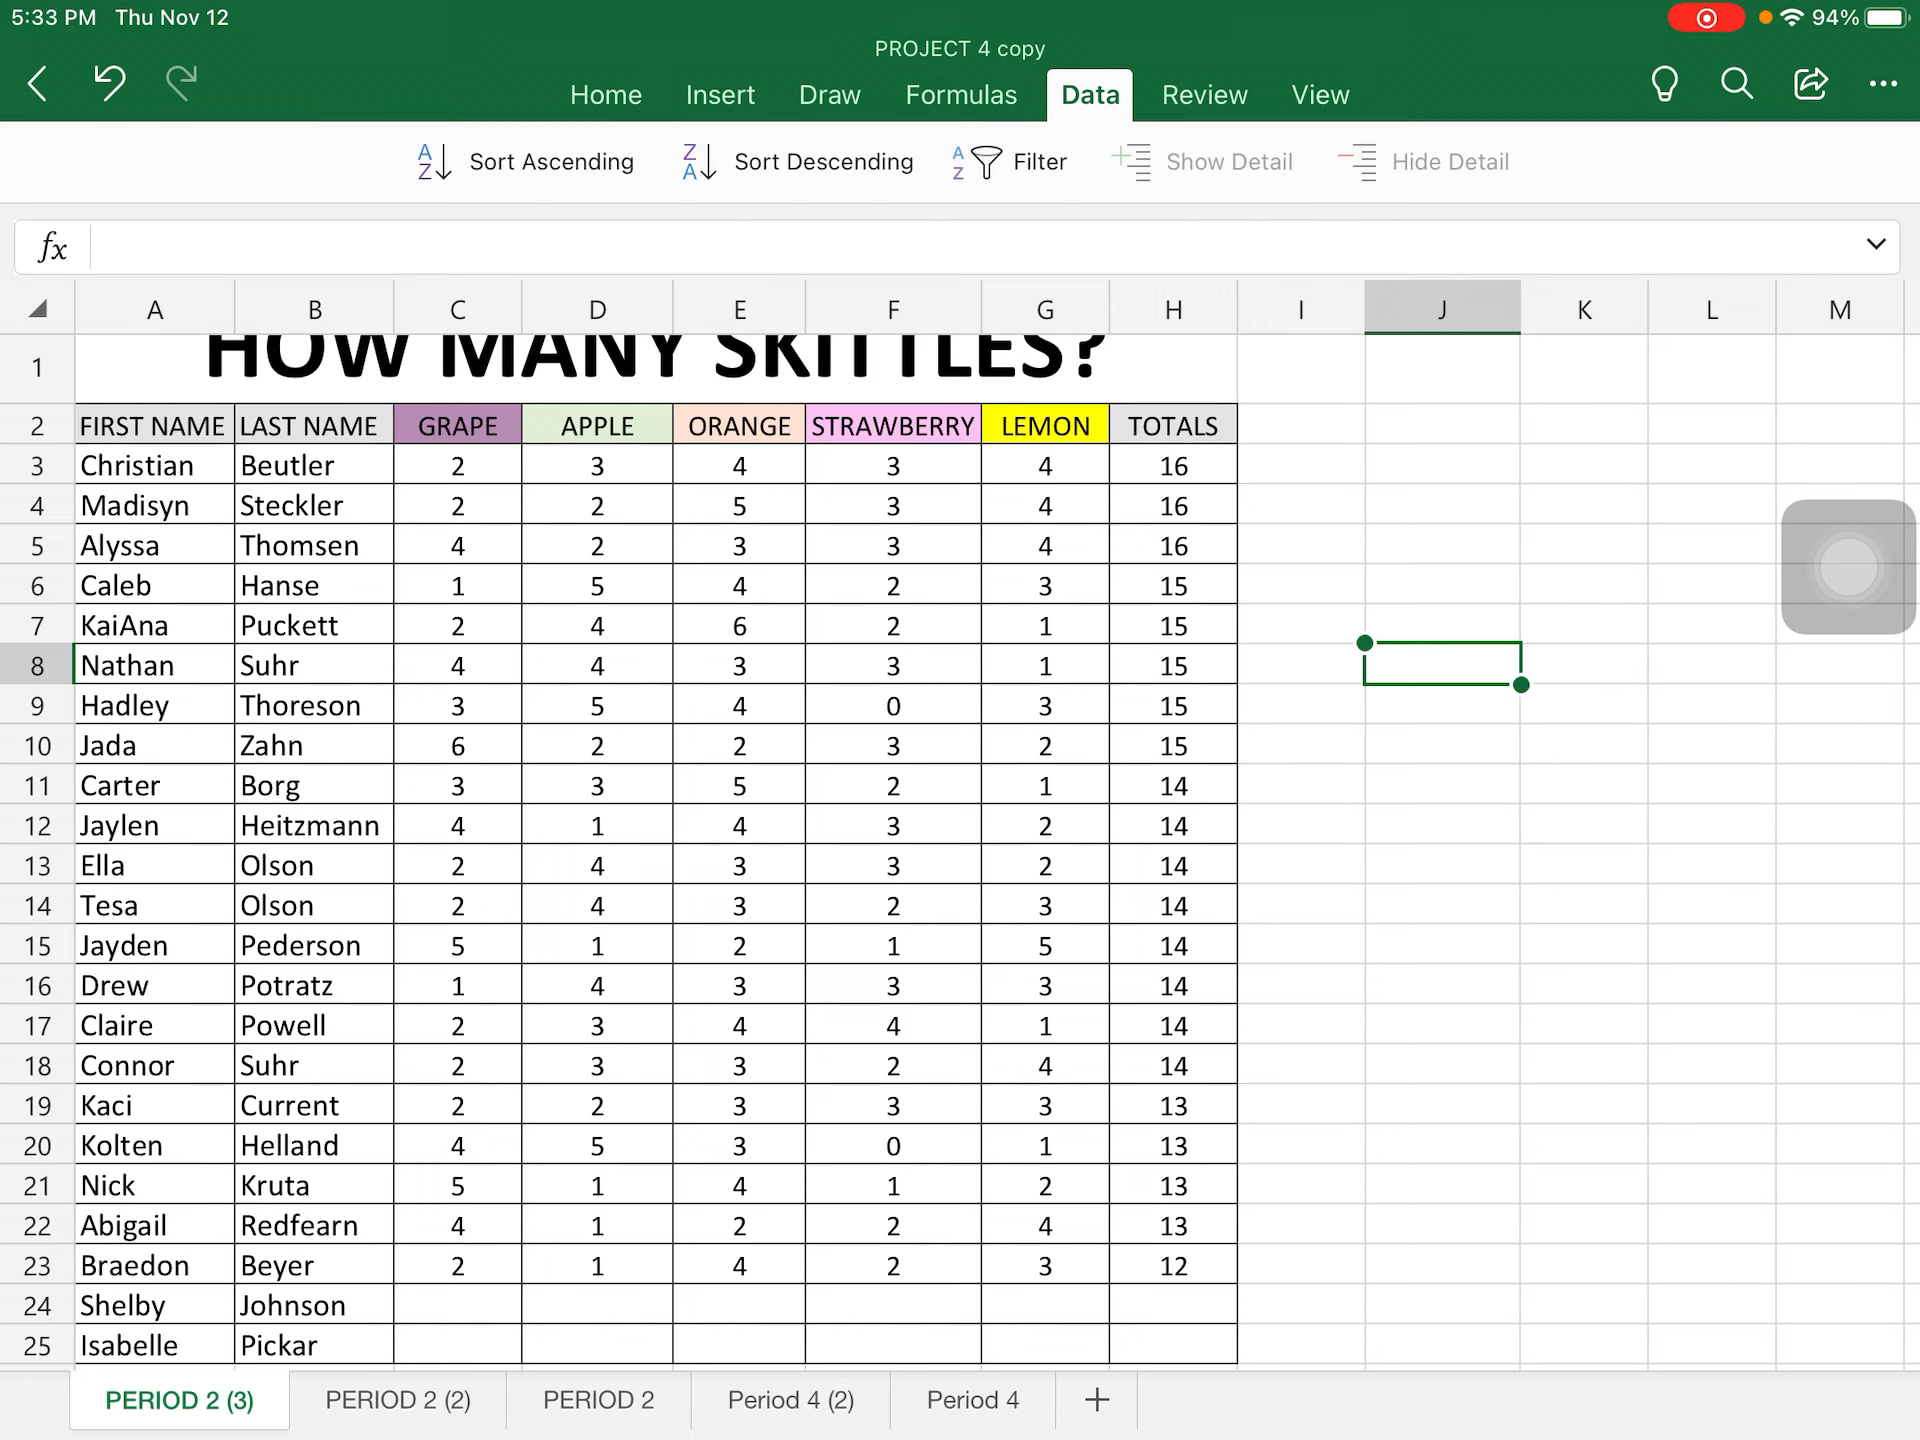 5:33 PM Thu Nov 12 94%
PROJECT 4 copy
Home Insert Draw Formulas Data Review View
Sort Ascending Sort Descending Filter Show Detail Hide Detail
fx
A B C D E F G H I J K L M
1 HOW MANY SKITTLES?
2 FIRST NAME LAST NAME GRAPE APPLE ORANGE STRAWBERRY LEMON TOTALS
3 Christian Beutler 2 3 4 3 4 16
4 Madisyn Steckler 2 2 5 3 4 16
5 Alyssa Thomsen 4 2 3 3 4 16
6 Caleb Hanse 1 5 4 2 3 15
7 KaiAna Puckett 2 4 6 2 1 15
8 Nathan Suhr 4 4 3 3 1 15
9 Hadley Thoreson 3 5 4 0 3 15
10 Jada Zahn 6 2 2 3 2 15
11 Carter Borg 3 3 5 2 1 14
12 Jaylen Heitzmann 4 1 4 3 2 14
13 Ella Olson 2 4 3 3 2 14
14 Tesa Olson 2 4 3 2 3 14
15 Jayden Pederson 5 1 2 1 5 14
16 Drew Potratz 1 4 3 3 3 14
17 Claire Powell 2 3 4 4 1 14
18 Connor Suhr 2 3 3 2 4 14
19 Kaci Current 2 2 3 3 3 13
20 Kolten Helland 4 5 3 0 1 13
21 Nick Kruta 5 1 4 1 2 13
22 Abigail Redfearn 4 1 2 2 4 13
23 Braedon Beyer 2 1 4 2 3 12
24 Shelby Johnson
25 Isabelle Pickar
PERIOD 2 (3) PERIOD 2 (2) PERIOD 2 Period 4 (2) Period 4 +